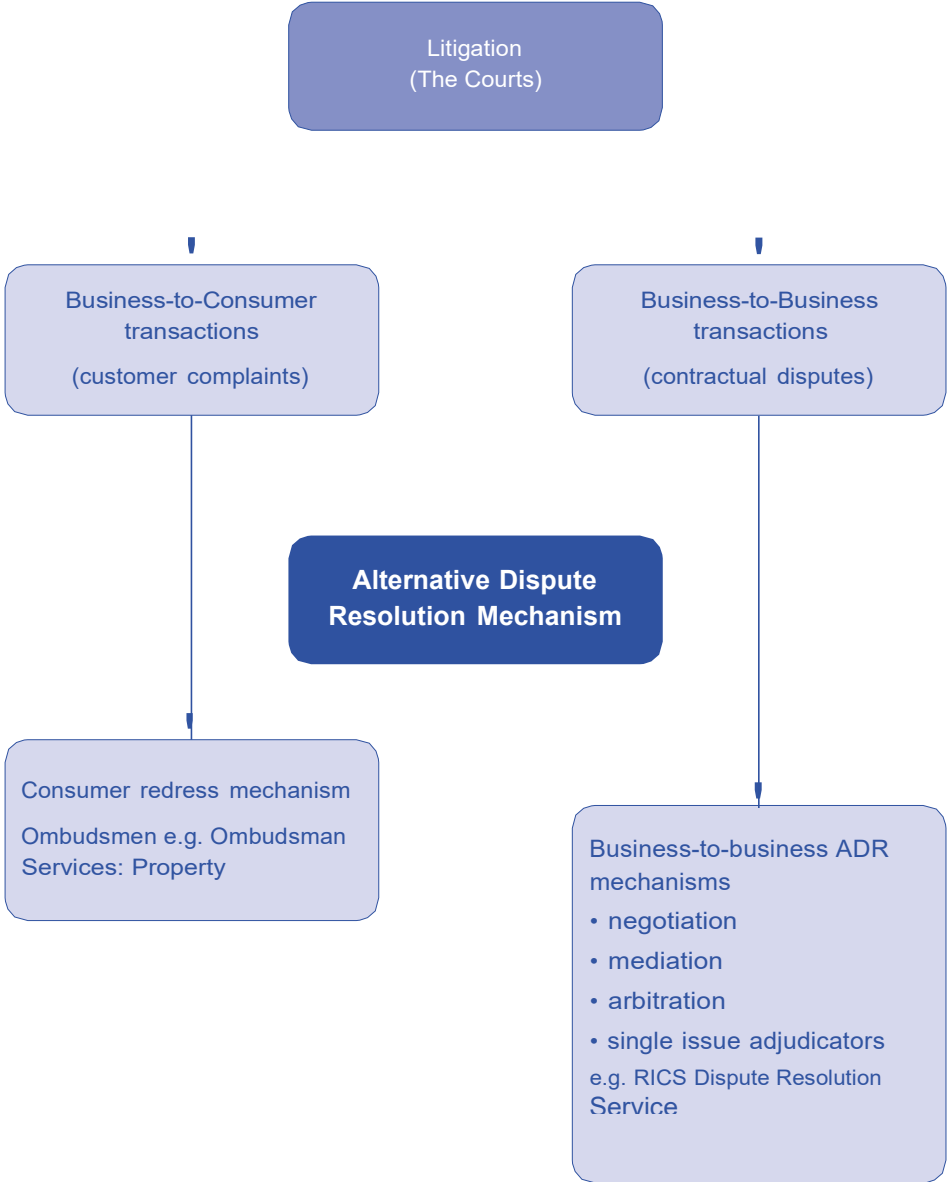 Litigation
(The Courts)
Business-to-Consumer
transactions
(customer complaints)
Business-to-Business
transactions
(contractual disputes)
Alternative Dispute
Resolution Mechanism
Consumer redress mechanism
Ombudsmen e.g. Ombudsman
Services: Property
Business-to-business ADR
mechanisms
• negotiation
• mediation
• arbitration
• single issue adjudicators
e.g. RICS Dispute Resolution
Service